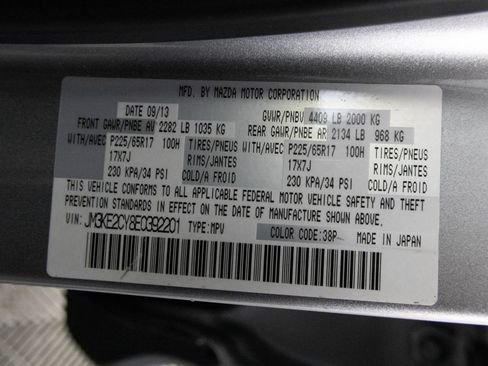 MFD. BY MAZDA MOTOR CORPORATION
DATE 09/13 GVWR/PNBV 4409 LB 2000 KG
FRONT GAWR/PNBE AV 2282 LB 1035 KG REAR GAWR/PNBE AR 2134 LB 968 KG
WITH/AVEC P225/65R17 100H TIRES/PNEUS WITH/AVEC P225/65R17 100H TIRES/PNEUS
17X7J RIMS/JANTES 17X7J RIMS/JANTES
230 KPA/34 PSI COLD/A FROID 230 KPA/34 PSI COLD/A FROID
THIS VEHICLE CONFORMS TO ALL APPLICABLE FEDERAL MOTOR VEHICLE SAFETY AND THEFT
PREVENTION STANDARDS IN EFFECT ON THE DATE OF MANUFACTURE SHOWN ABOVE.
VIN: JM3KE2CY8E0392201 TYPE: MPV COLOR CODE: 38P MADE IN JAPAN